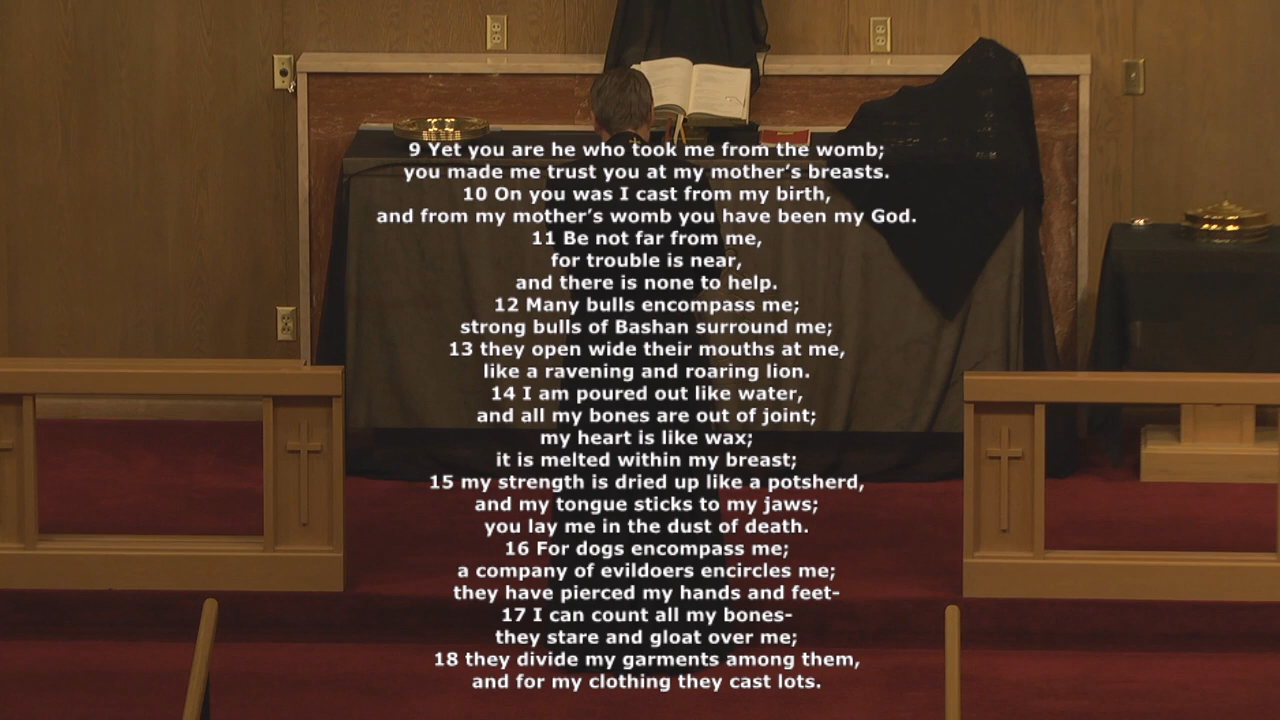 9 Yet you are he who took me from the womb;
you made me trust you at my mother’s breasts.
10 On you was I cast from my birth,
and from my mother’s womb you have been my God.
11 Be not far from me,
for trouble is near,
and there is none to help.
12 Many bulls encompass me;
strong bulls of Bashan surround me;
13 they open wide their mouths at me,
like a ravening and roaring lion.
14 I am poured out like water,
and all my bones are out of joint;
my heart is like wax;
it is melted within my breast;
15 my strength is dried up like a potsherd,
and my tongue sticks to my jaws;
you lay me in the dust of death.
16 For dogs encompass me;
a company of evildoers encircles me;
they have pierced my hands and feet-
17 I can count all my bones-
they stare and gloat over me;
18 they divide my garments among them,
and for my clothing they cast lots.